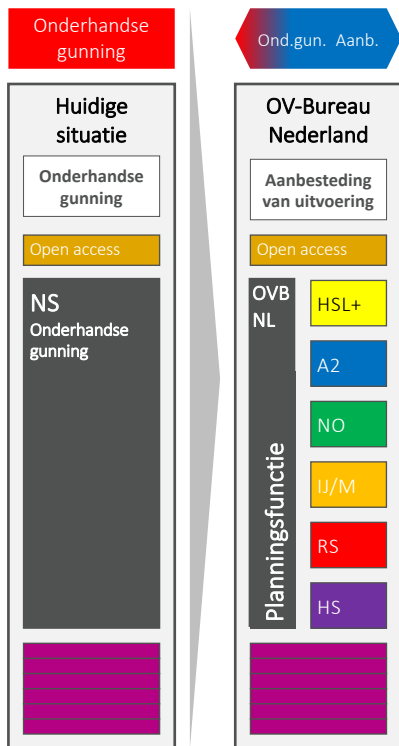 Onderhandse
gunning
Ond.gun. Aanb.
Huidige
situatie
Onderhandse
gunning
Open access
NS
Onderhandse
gunning
OV-Bureau
Nederland
Aanbesteding
van uitvoering
Open access
OVB
NL
Planningsfunctie
HSL+
A2
NO
IJ/M
RS
HS